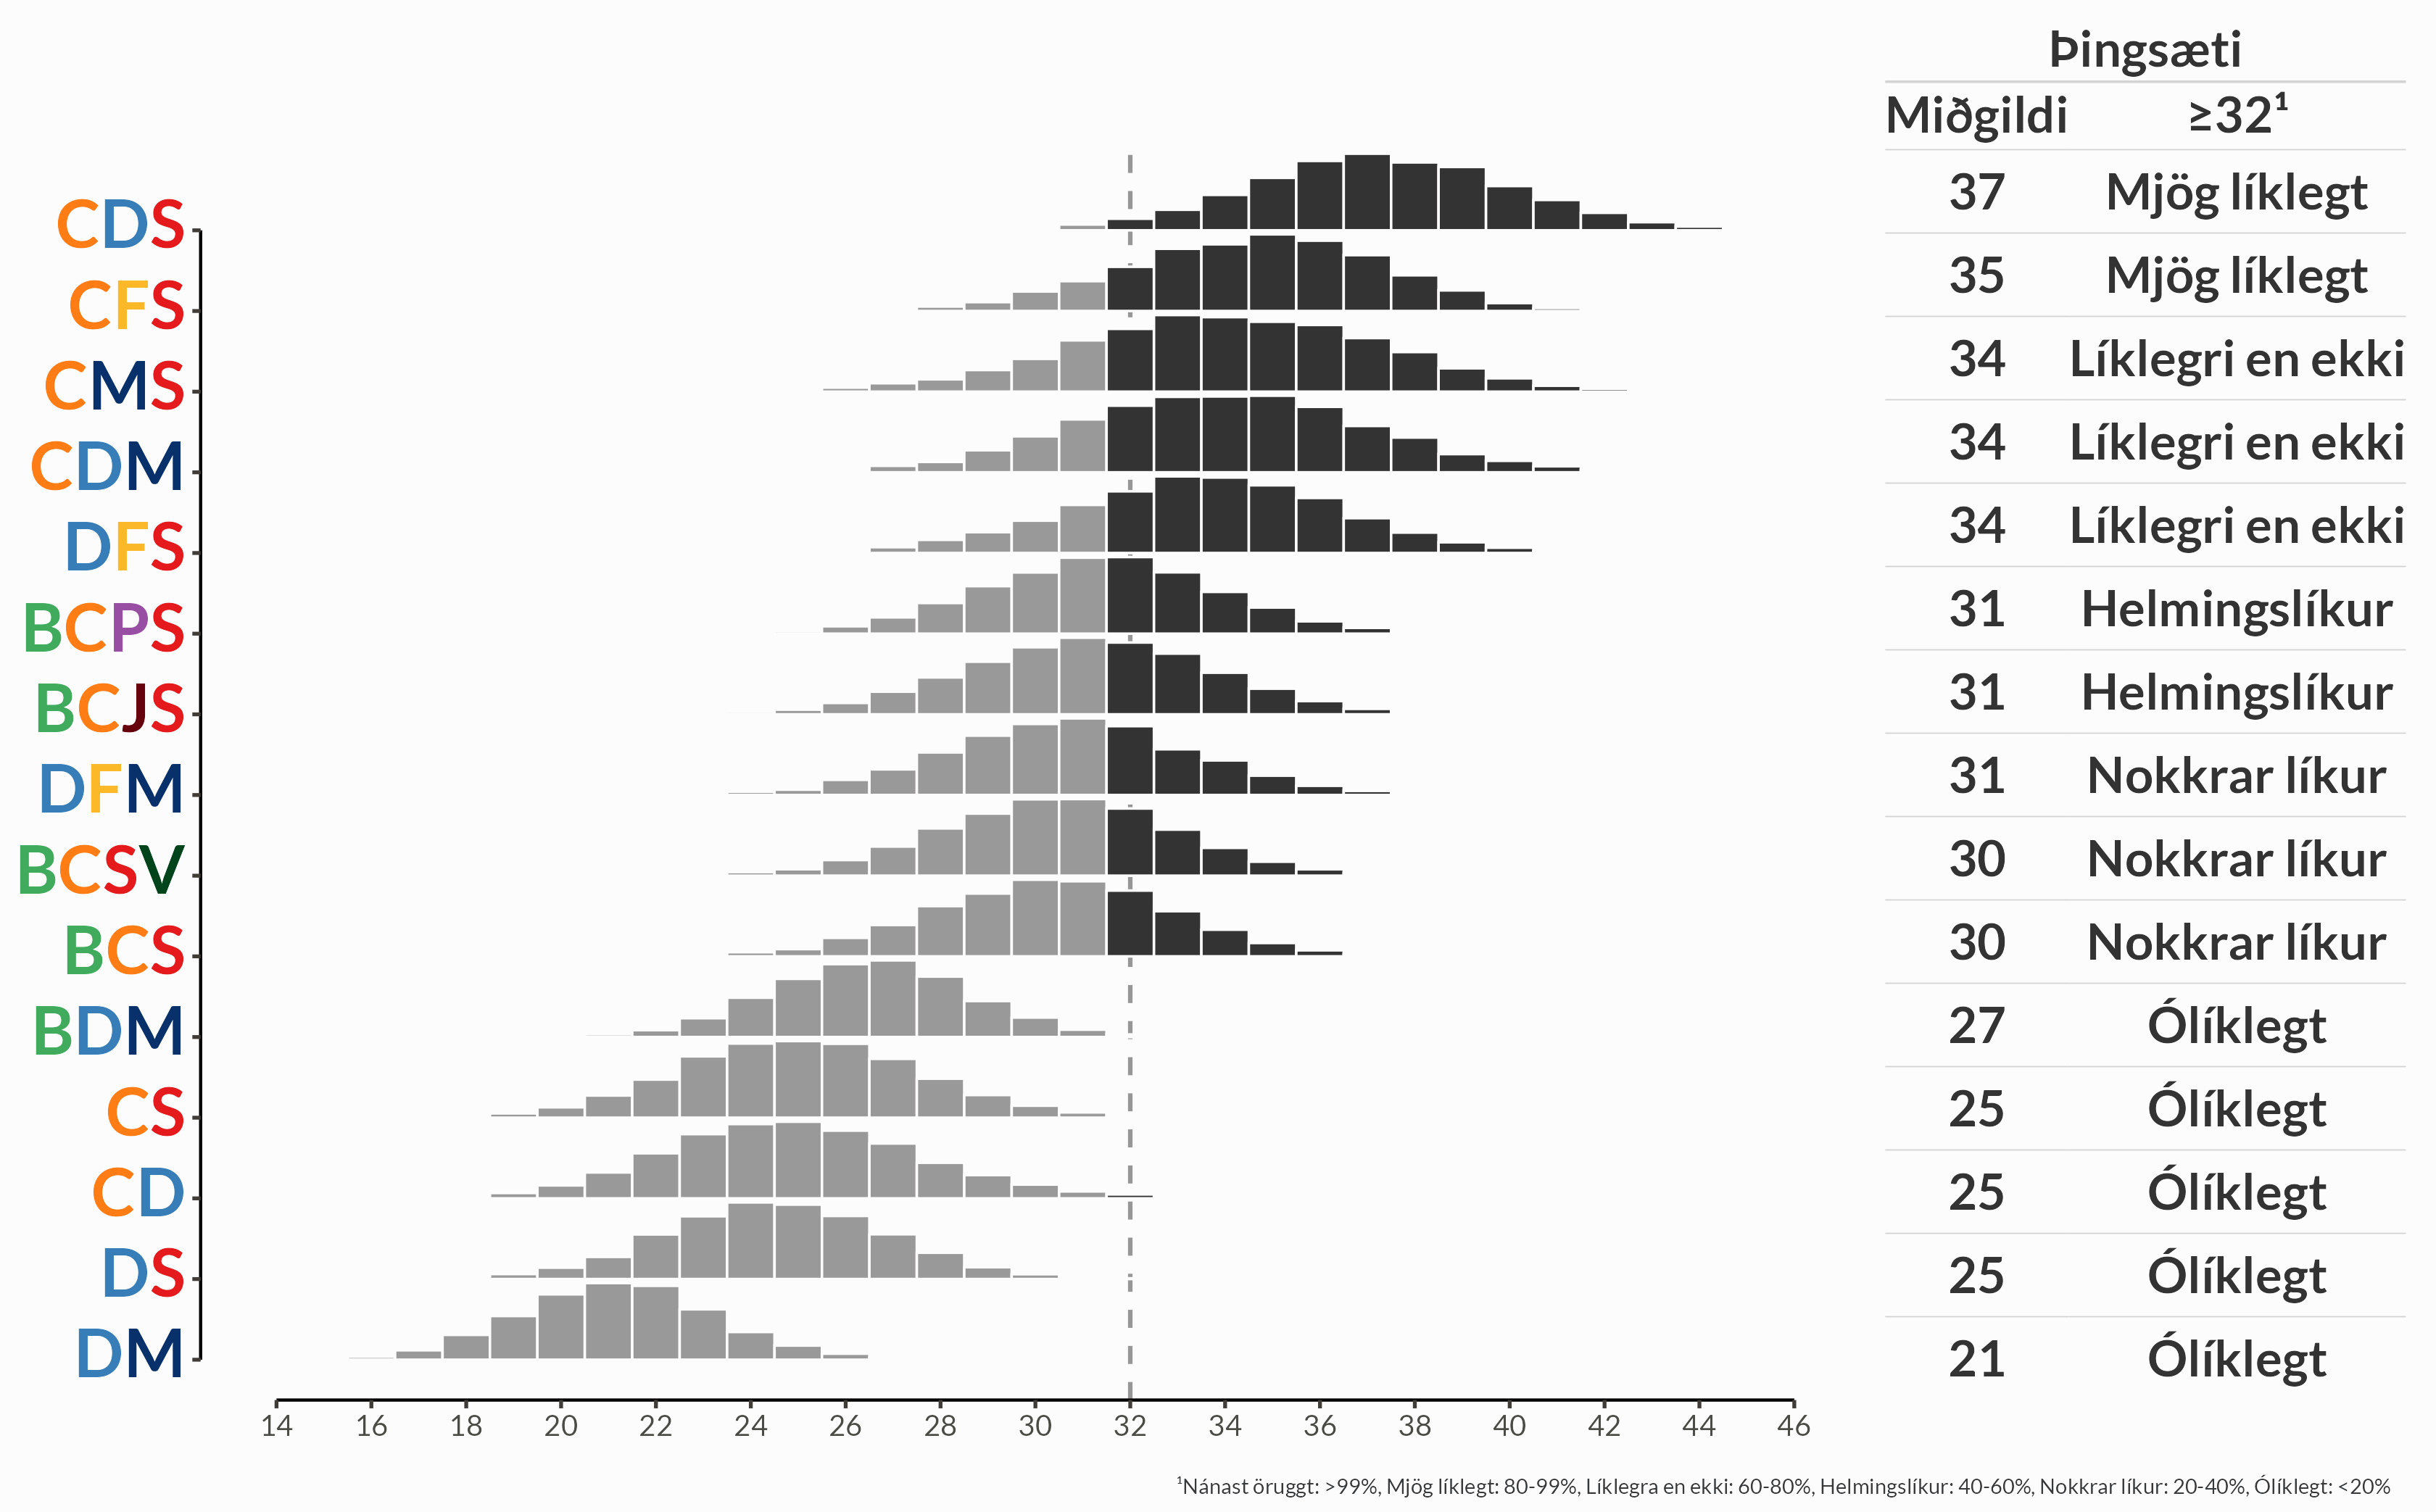 Þingsæti
Miðgildi ≥32¹
CDS 37 Mjög líklegt
CFS 35 Mjög líklegt
CMS 34 Líklegri en ekki
CDM 34 Líklegri en ekki
DFS 34 Líklegri en ekki
BCPS 31 Helmingslíkur
BCJS 31 Helmingslíkur
DFM 31 Nokkrar líkur
BCSV 30 Nokkrar líkur
BCS 30 Nokkrar líkur
BDM 27 Ólíklegt
CS 25 Ólíklegt
CD 25 Ólíklegt
DS 25 Ólíklegt
DM 21 Ólíklegt
14 16 18 20 22 24 26 28 30 32 34 36 38 40 42 44 46
¹Nánast öruggt: >99%, Mjög líklegt: 80-99%, Líklegra en ekki: 60-80%, Helmingslíkur: 40-60%, Nokkrar líkur: 20-40%, Ólíklegt: <20%